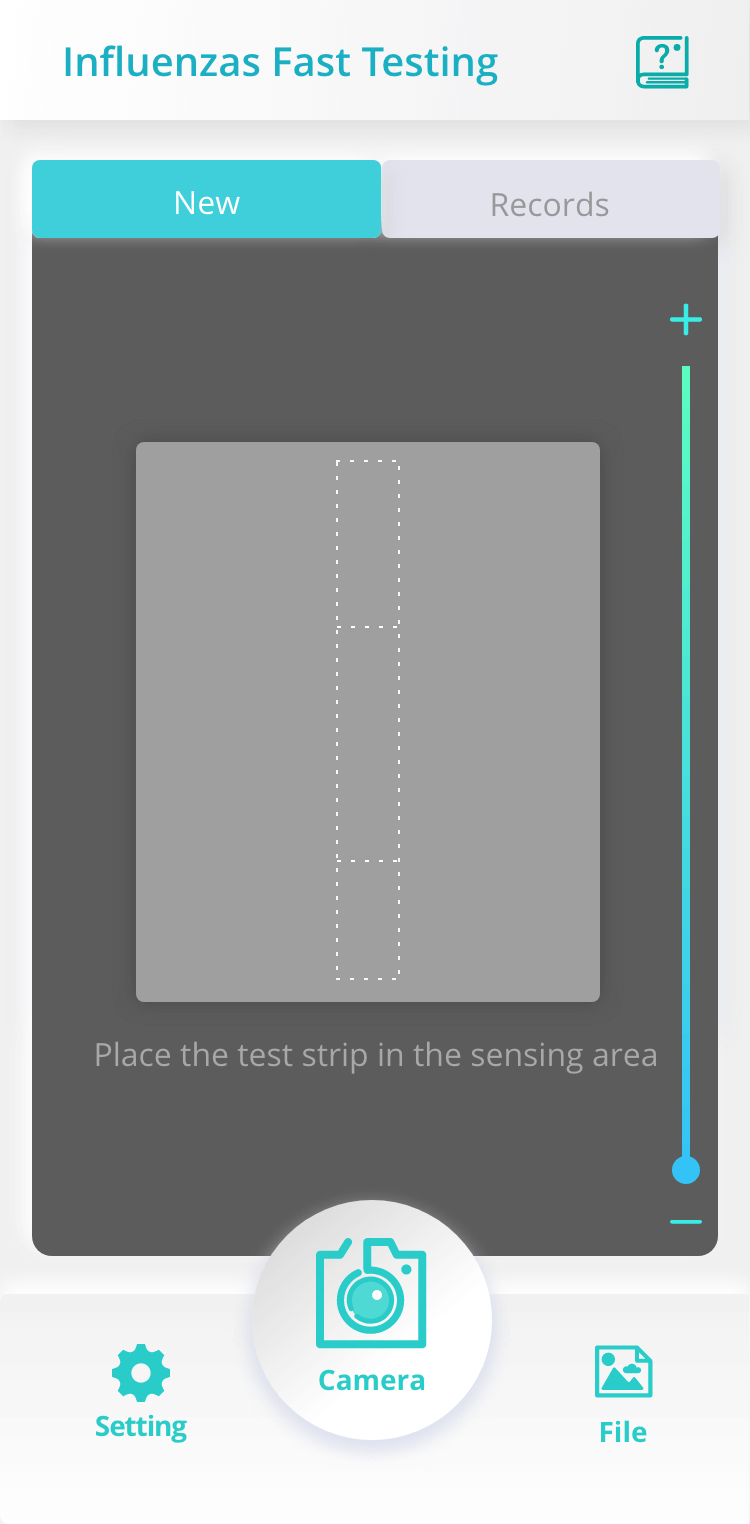 Influenzas Fast Testing
?
New
Records
Place the test strip in the sensing area
Camera
Setting
File